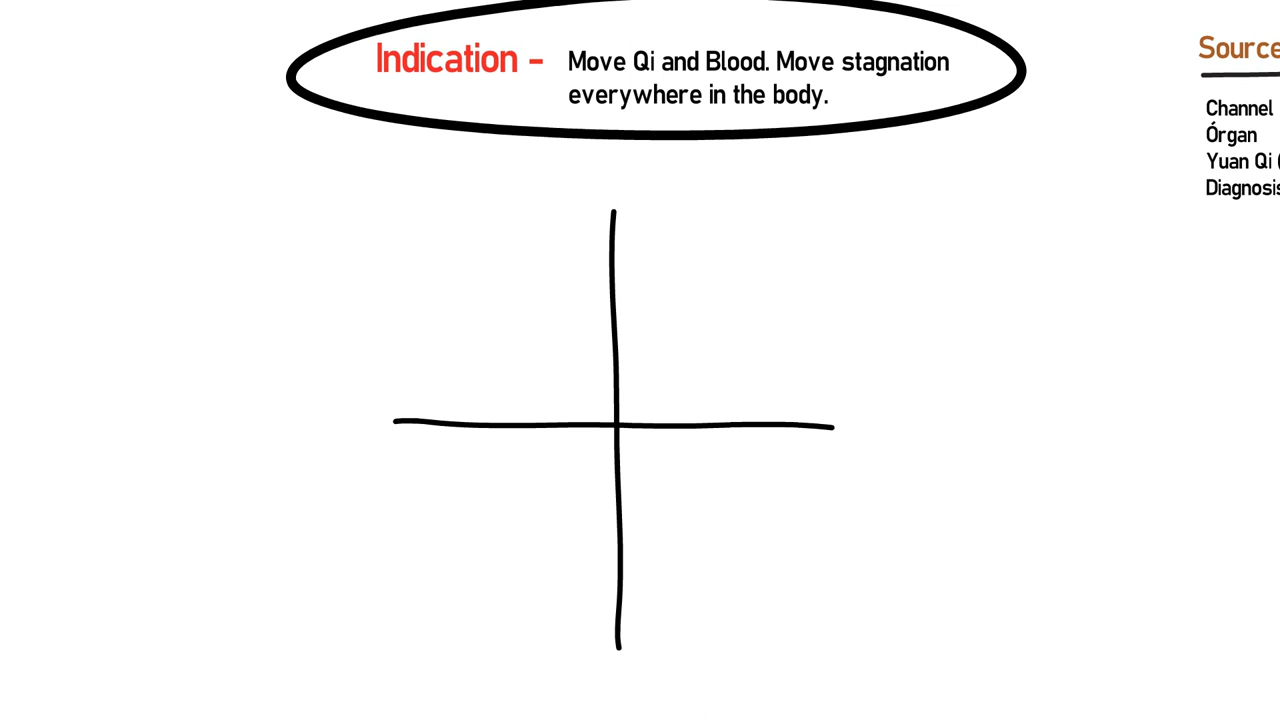 Indication - Move Qi and Blood. Move stagnation
everywhere in the body.
Source
Channel
Órgan
Yuan Qi (
Diagnosis